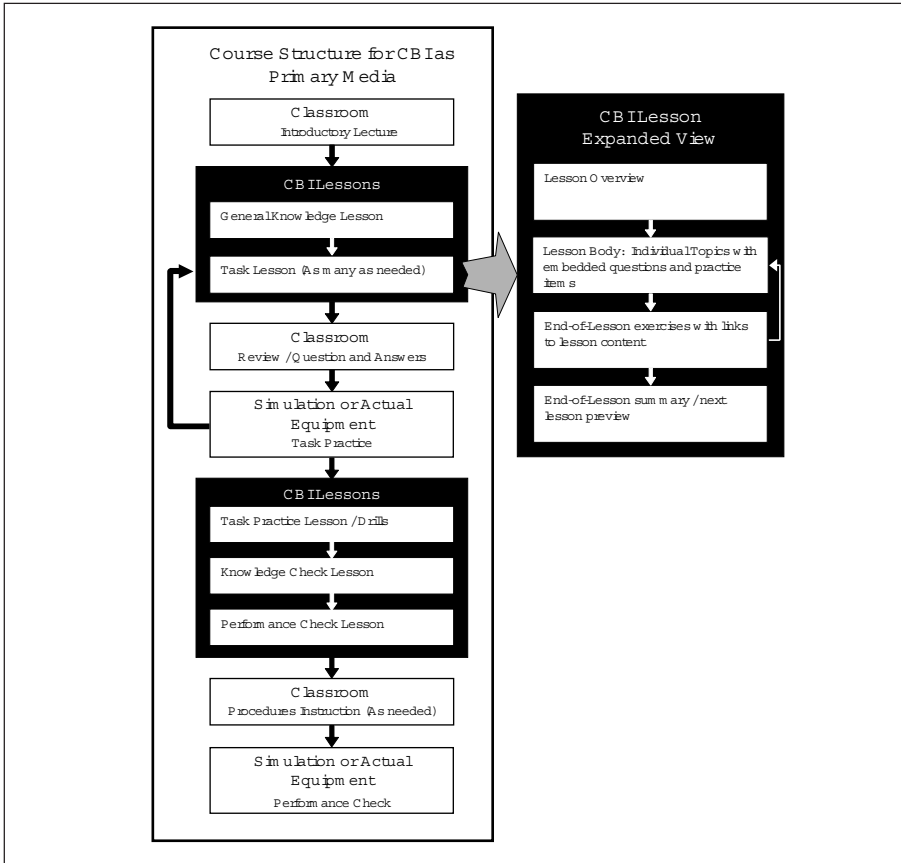 Course Structure for CBI as
Primary Media
Classroom
Introductory Lecture
CBI Lessons
General Knowledge Lesson
Task Lesson (As many as needed)
Classroom
Review / Question and Answers
Simulation or Actual
Equipment
Task Practice
CBI Lessons
Task Practice Lesson / Drills
Knowledge Check Lesson
Performance Check Lesson
Classroom
Procedures Instruction (As needed)
Simulation or Actual
Equipment
Performance Check
CBI Lesson
Expanded View
Lesson Overview
Lesson Body: Individual Topics with
embedded questions and practice
items
End-of-Lesson exercises with links
to lesson content
End-of-Lesson summary / next
lesson preview